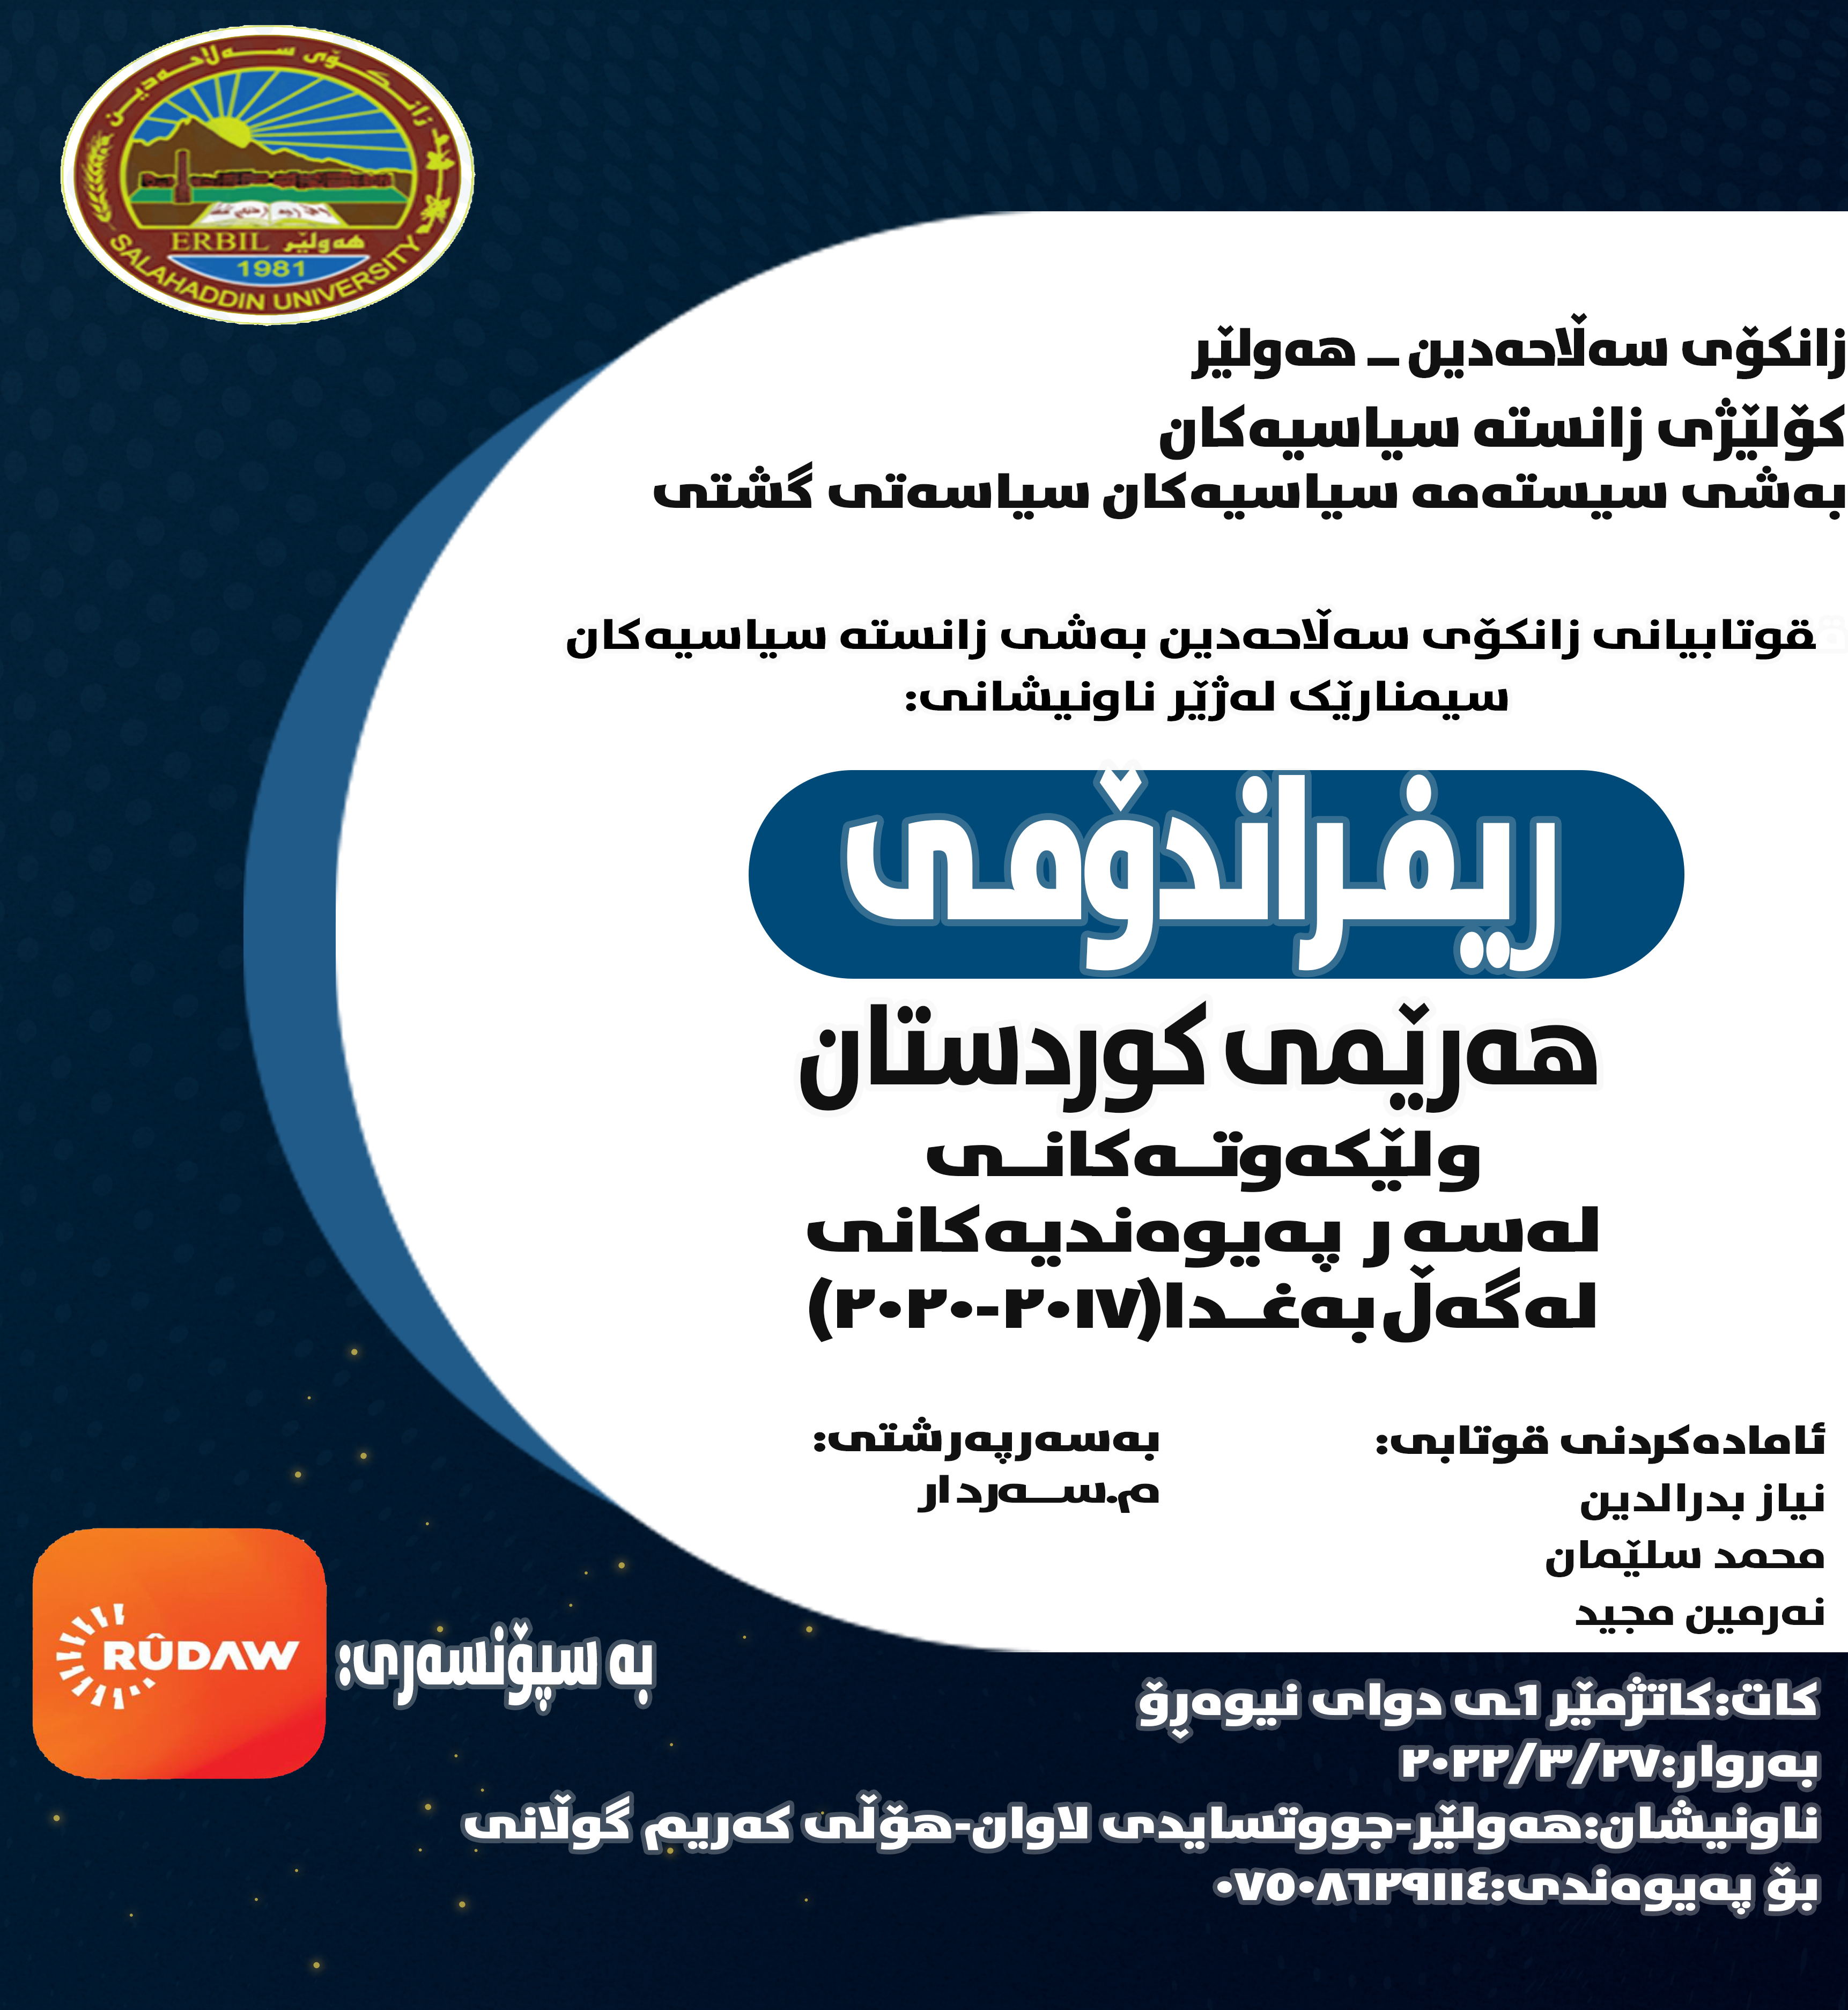 زانکۆی سەلاحەدین
ERBIL هەولێر
1981
SALAHADDIN UNIVERSITY
زانکۆی سەڵاحەدین – هەولێر
کۆلێژی زانستە سیاسیەکان
بەشی سیستەمە سیاسیەکان سیاسەتی گشتی
قوتابیانی زانکۆی سەڵاحەدین بەشی زانستە سیاسیەکان
سیمنارێک لەژێر ناونیشانی:
ریفراندۆمی
هەرێمی کوردستان
ولێکەوتەکانی
لەسەر پەیوەندیەکانی
لەگەڵ بەغدا(٢٠١٧-٢٠٢٠)
ئامادەکردنی قوتابی:
نیاز بدرالدین
محمد سلێمان
نەرمین مجید
بەسەرپەرشتی:
م.سەردار
بە سپۆنسەری:
RÛDAW
کات:کاتژمێر 1ـی دوای نیوەڕۆ
بەروار:٢٠٢٢/٣/٢٧
ناونیشان:هەولێر-جووتسایدی لاوان-هۆڵی کەریم گوڵانی
بۆ پەیوەندی:٠٧٥٠٨٦٢٩١١٤